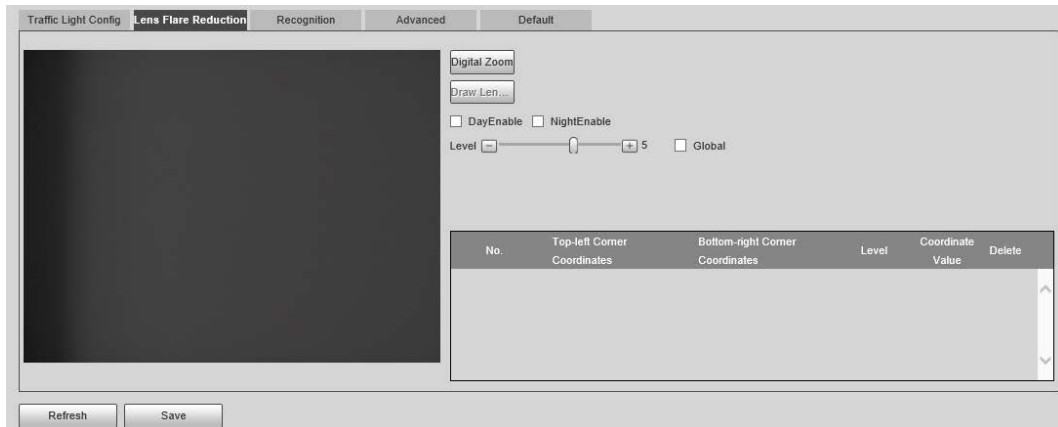 Traffic Light Config Lens Flare Reduction Recognition Advanced Default
Digital Zoom
Draw Len...
DayEnable NightEnable
Level - + 5 Global
No. Top-left Corner Coordinates Bottom-right Corner Coordinates Level Coordinate Value Delete
Refresh Save